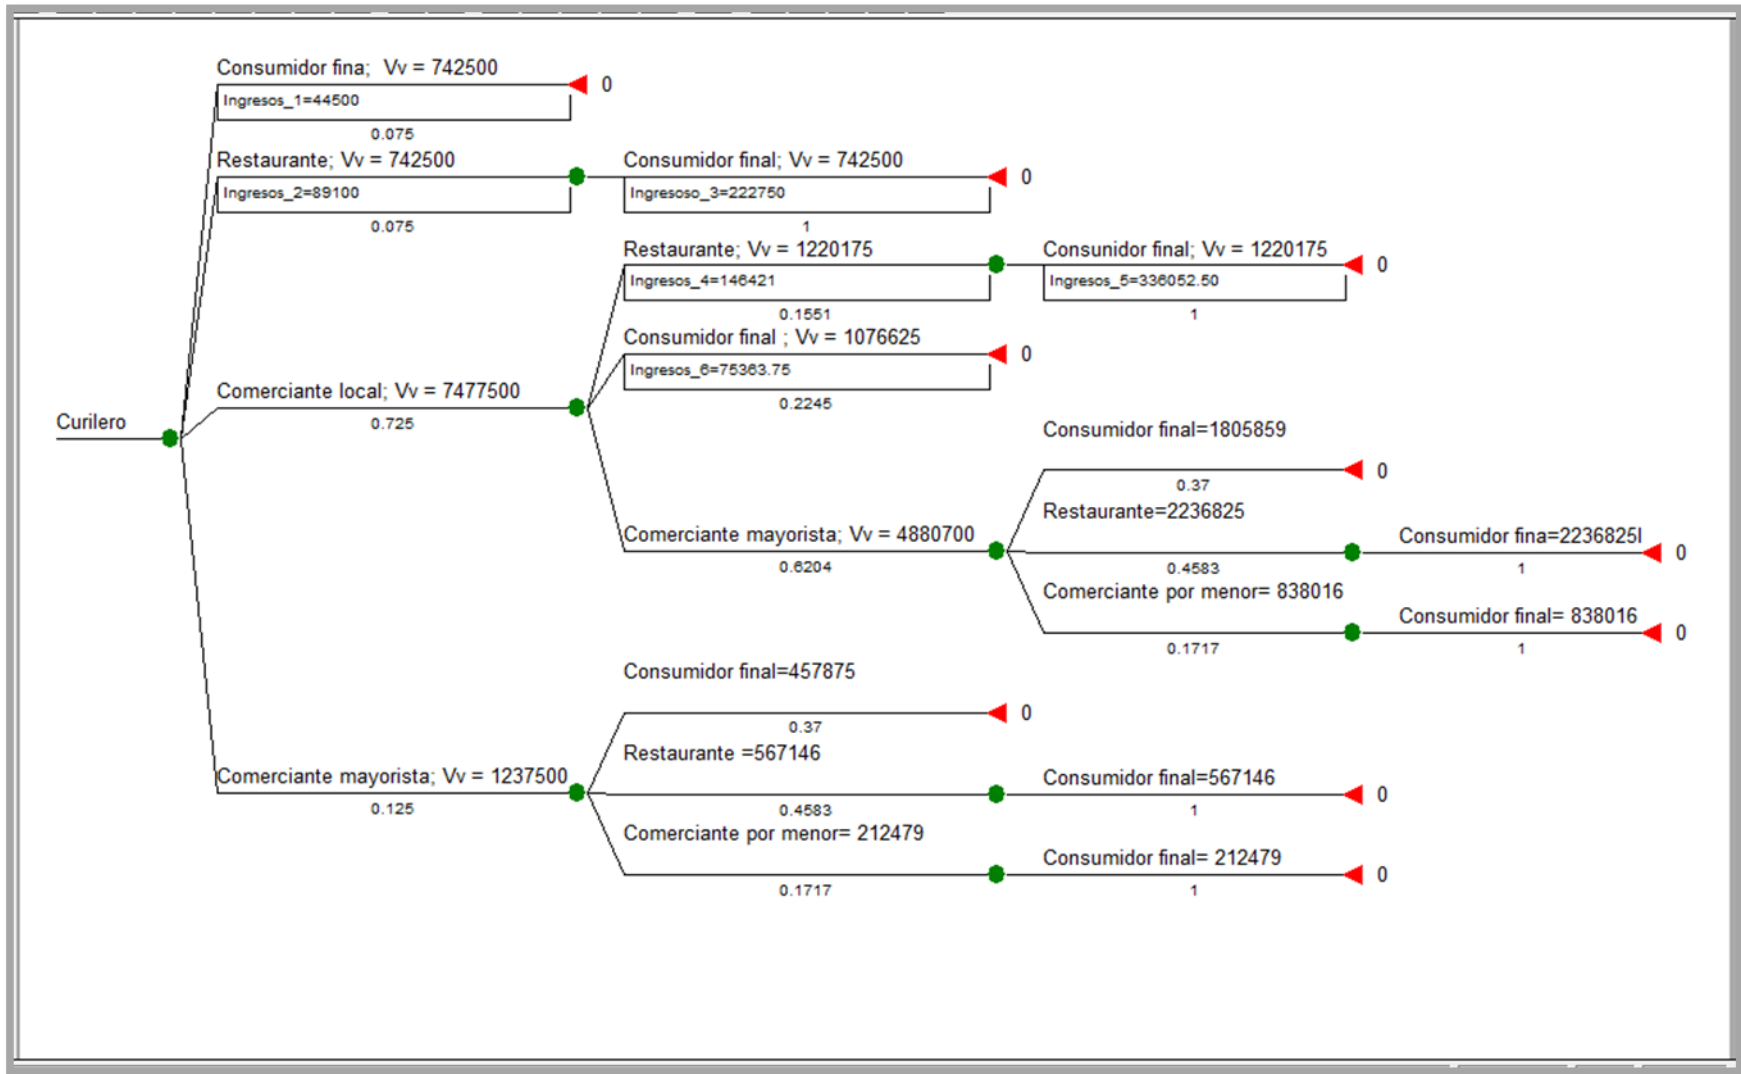 Consumidor fina;  Vv = 742500
Ingresos_1=44500
0
0.075
Restaurante; Vv = 742500
Ingresos_2=89100
0.075
Consumidor final; Vv = 742500
Ingresoso_3=222750
0
1
Restaurante; Vv = 1220175
Ingresos_4=146421
0.1551
Consunidor final; Vv = 1220175
Ingresos_5=336052.50
0
1
Consumidor final ; Vv = 1076625
Ingresos_6=75363.75
0
0.2245
Comerciante local; Vv = 7477500
0.725
Curilero
Consumidor final=1805859
0
0.37
Restaurante=2236825
0.4583
Consumidor fina=2236825l
0
1
Comerciante mayorista; Vv = 4880700
0.6204
Comerciante por menor= 838016
0.1717
Consumidor final= 838016
0
1
Consumidor final=457875
0
0.37
Restaurante =567146
0.4583
Consumidor final=567146
0
1
Comerciante mayorista; Vv = 1237500
0.125
Comerciante por menor= 212479
0.1717
Consumidor final= 212479
0
1